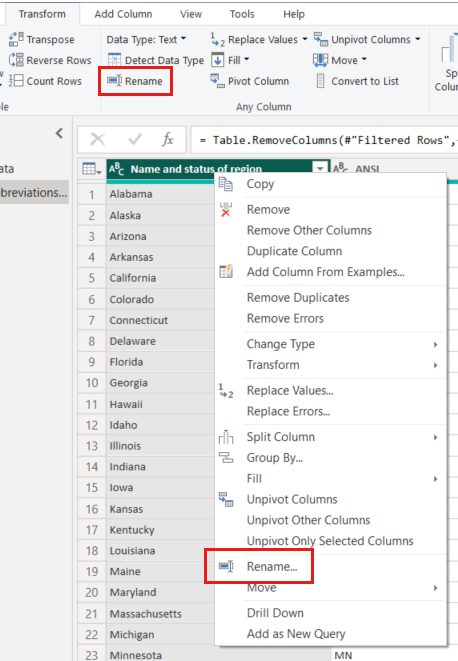 Transform Add Column View Tools Help
Transpose Data Type: Text Replace Values Unpivot Columns
Reverse Rows Detect Data Type Fill Move
Count Rows Rename Pivot Column Convert to List
Any Column
fx = Table.RemoveColumns(#"Filtered Rows",
breviations...
ABC Name and status of region ABC ANSI
1 Alabama
2 Alaska
3 Arizona
4 Arkansas
5 California
6 Colorado
7 Connecticut
8 Delaware
9 Florida
10 Georgia
11 Hawaii
12 Idaho
13 Illinois
14 Indiana
15 Iowa
16 Kansas
17 Kentucky
18 Louisiana
19 Maine
20 Maryland
21 Massachusetts
22 Michigan
23 Minnesota MN
Copy
Remove
Remove Other Columns
Duplicate Column
Add Column From Examples...
Remove Duplicates
Remove Errors
Change Type
Transform
Replace Values...
Replace Errors...
Split Column
Group By...
Fill
Unpivot Columns
Unpivot Other Columns
Unpivot Only Selected Columns
Rename...
Move
Drill Down
Add as New Query